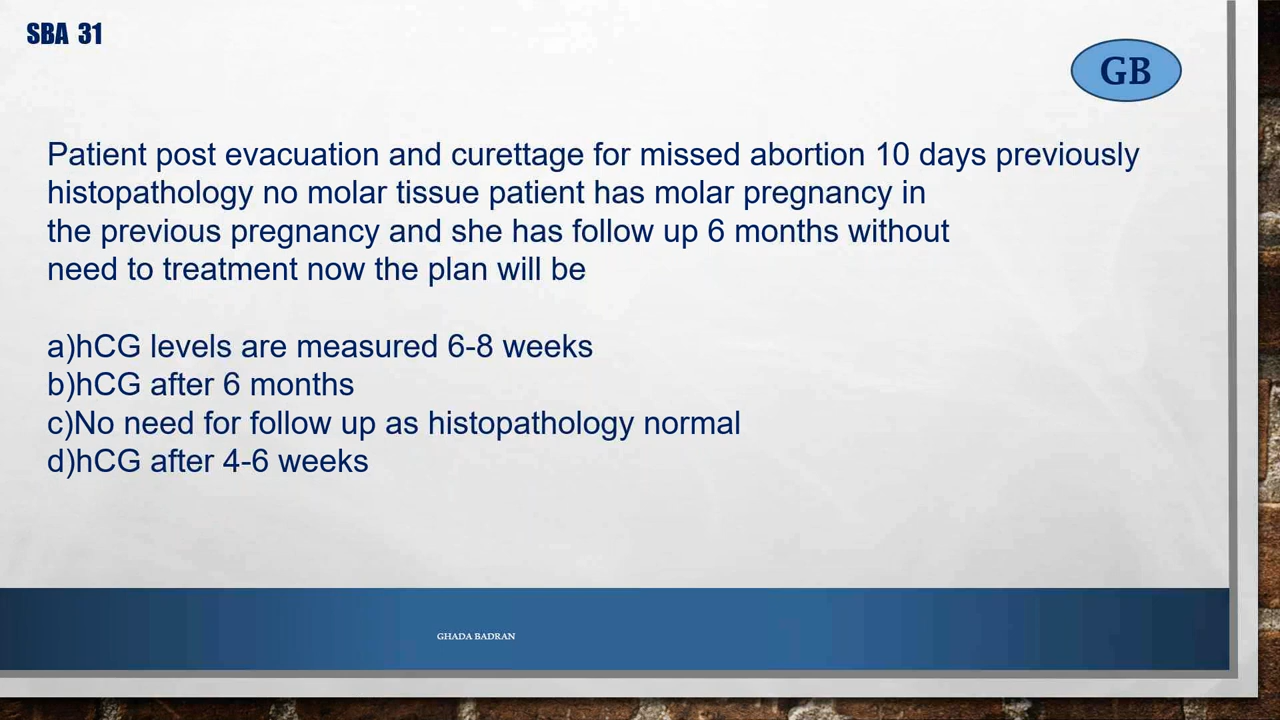 SBA 31
GB
Patient post evacuation and curettage for missed abortion 10 days previously
histopathology no molar tissue patient has molar pregnancy in
the previous pregnancy and she has follow up 6 months without
need to treatment now the plan will be
a)hCG levels are measured 6-8 weeks
b)hCG after 6 months
c)No need for follow up as histopathology normal
d)hCG after 4-6 weeks
GHADA BADRAN